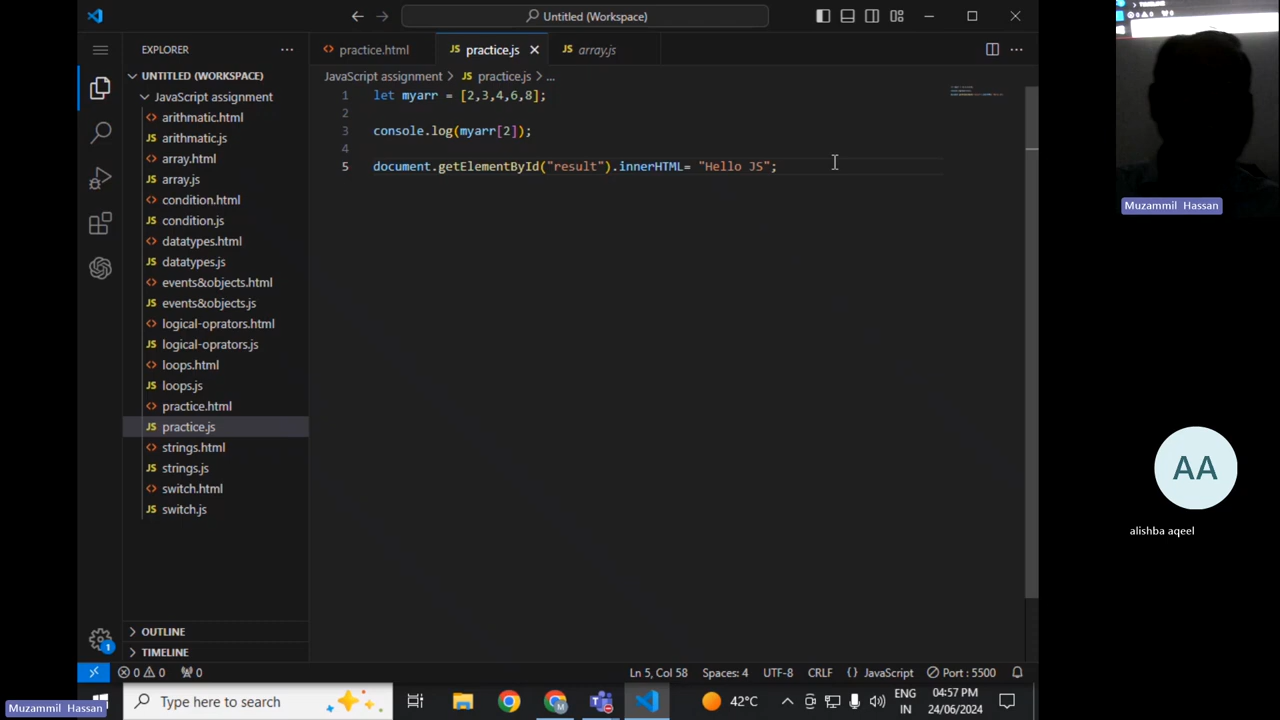 Untitled (Workspace)
EXPLORER
practice.html
practice.js
array.js
UNTITLED (WORKSPACE)
JavaScript assignment
arithmatic.html
arithmatic.js
array.html
array.js
condition.html
condition.js
datatypes.html
datatypes.js
events&objects.html
events&objects.js
logical-oprators.html
logical-oprators.js
loops.html
loops.js
practice.html
practice.js
strings.html
strings.js
switch.html
switch.js
OUTLINE
TIMELINE
JavaScript assignment > JS practice.js > ...
1 let myarr = [2,3,4,6,8];
2
3 console.log(myarr[2]);
4
5 document.getElementById("result").innerHTML= "Hello JS";
0 0 0
Ln 5, Col 58 Spaces: 4 UTF-8 CRLF {} JavaScript Port : 5500
Type here to search
42°C
ENG
IN
04:57 PM
24/06/2024
Muzammil Hassan
Muzammil Hassan
AA
alishba aqeel